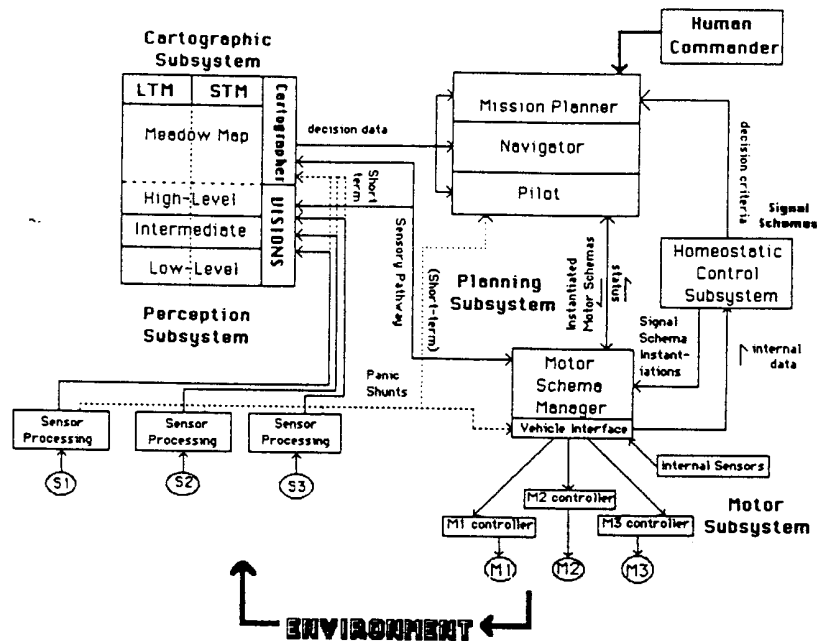 Human
Commander
Cartographic
Subsystem
LTM
STM
Cartographer
Meadow Map
decision data
Mission Planner
Navigator
Pilot
Short
term
High-Level
VISIONS
Intermediate
Low-Level
Perception
Subsystem
Sensory Pathway
(Short-term)
Planning
Subsystem
Instantiated
Motor Schemas
status
decision criteria
Signal
Schemas
Homeostatic
Control
Subsystem
Signal
Schema
Instant-
iations
internal
data
Panic
Shunts
Motor
Schema
Manager
Vehicle Interface
Sensor
Processing
Sensor
Processing
Sensor
Processing
S1
S2
S3
Internal Sensors
M1 controller
M2 controller
M3 controller
Motor
Subsystem
M1
M2
M3
ENVIRONMENT